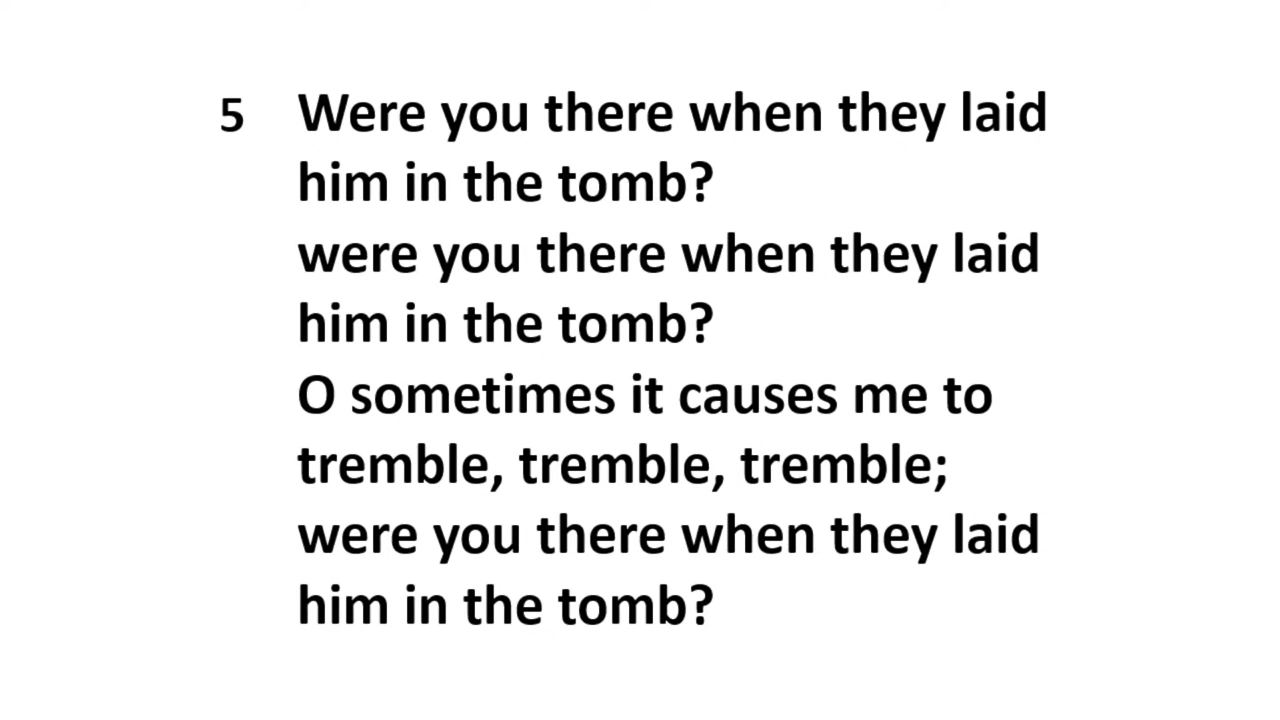 5 Were you there when they laid
him in the tomb?
were you there when they laid
him in the tomb?
O sometimes it causes me to
tremble, tremble, tremble;
were you there when they laid
him in the tomb?